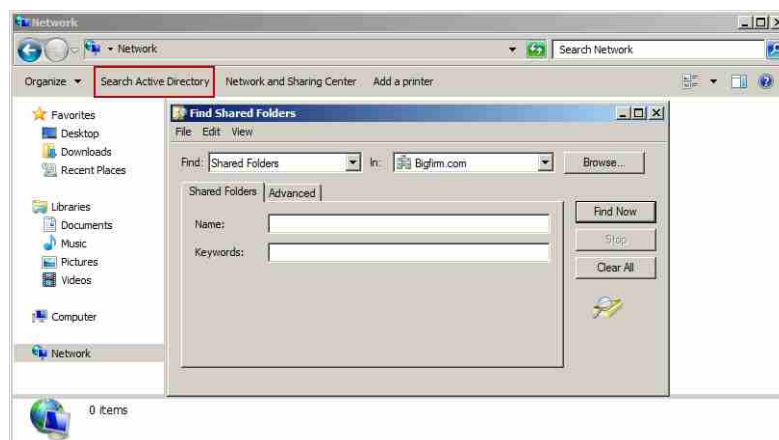 Network
Network
Search Network
Organize Search Active Directory Network and Sharing Center Add a printer
Favorites
Desktop
Downloads
Recent Places
Libraries
Documents
Music
Pictures
Videos
Computer
Network
Find Shared Folders
File Edit View
Find: Shared Folders In: Bigfirm.com Browse...
Shared Folders Advanced
Name:
Keywords:
Find Now
Stop
Clear All
0 items